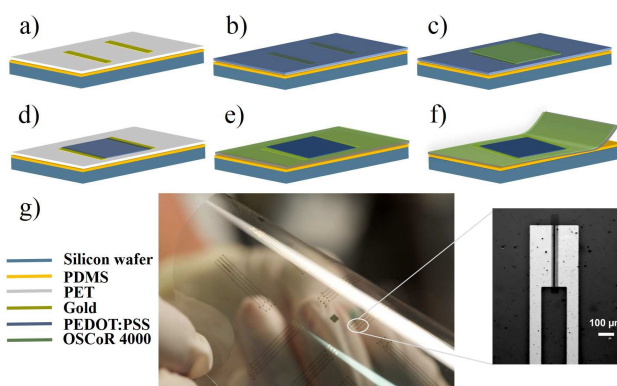 a)
b)
c)
d)
e)
f)
g)
Silicon wafer
PDMS
PET
Gold
PEDOT:PSS
OSCoR 4000
100 µm